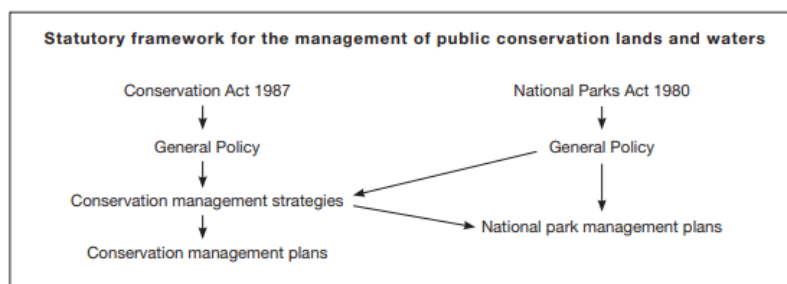 Statutory framework for the management of public conservation lands and waters
Conservation Act 1987
National Parks Act 1980
General Policy
General Policy
Conservation management strategies
National park management plans
Conservation management plans